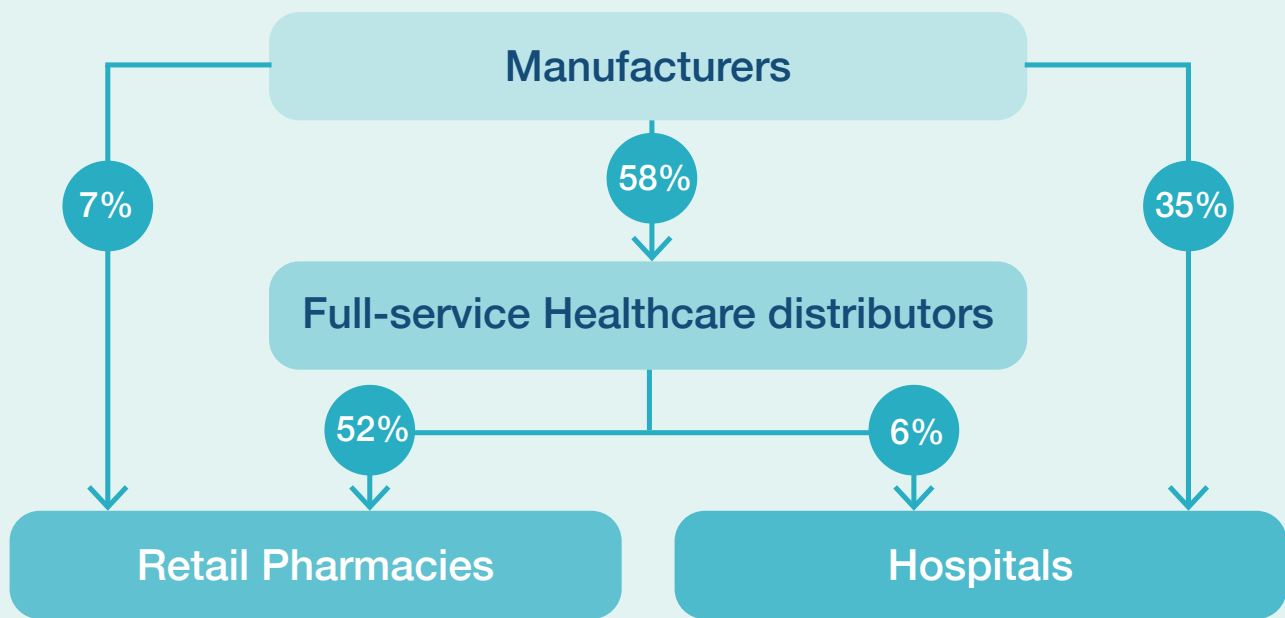 Manufacturers
58%
7%
35%
Full-service Healthcare distributors
52%
6%
Retail Pharmacies
Hospitals